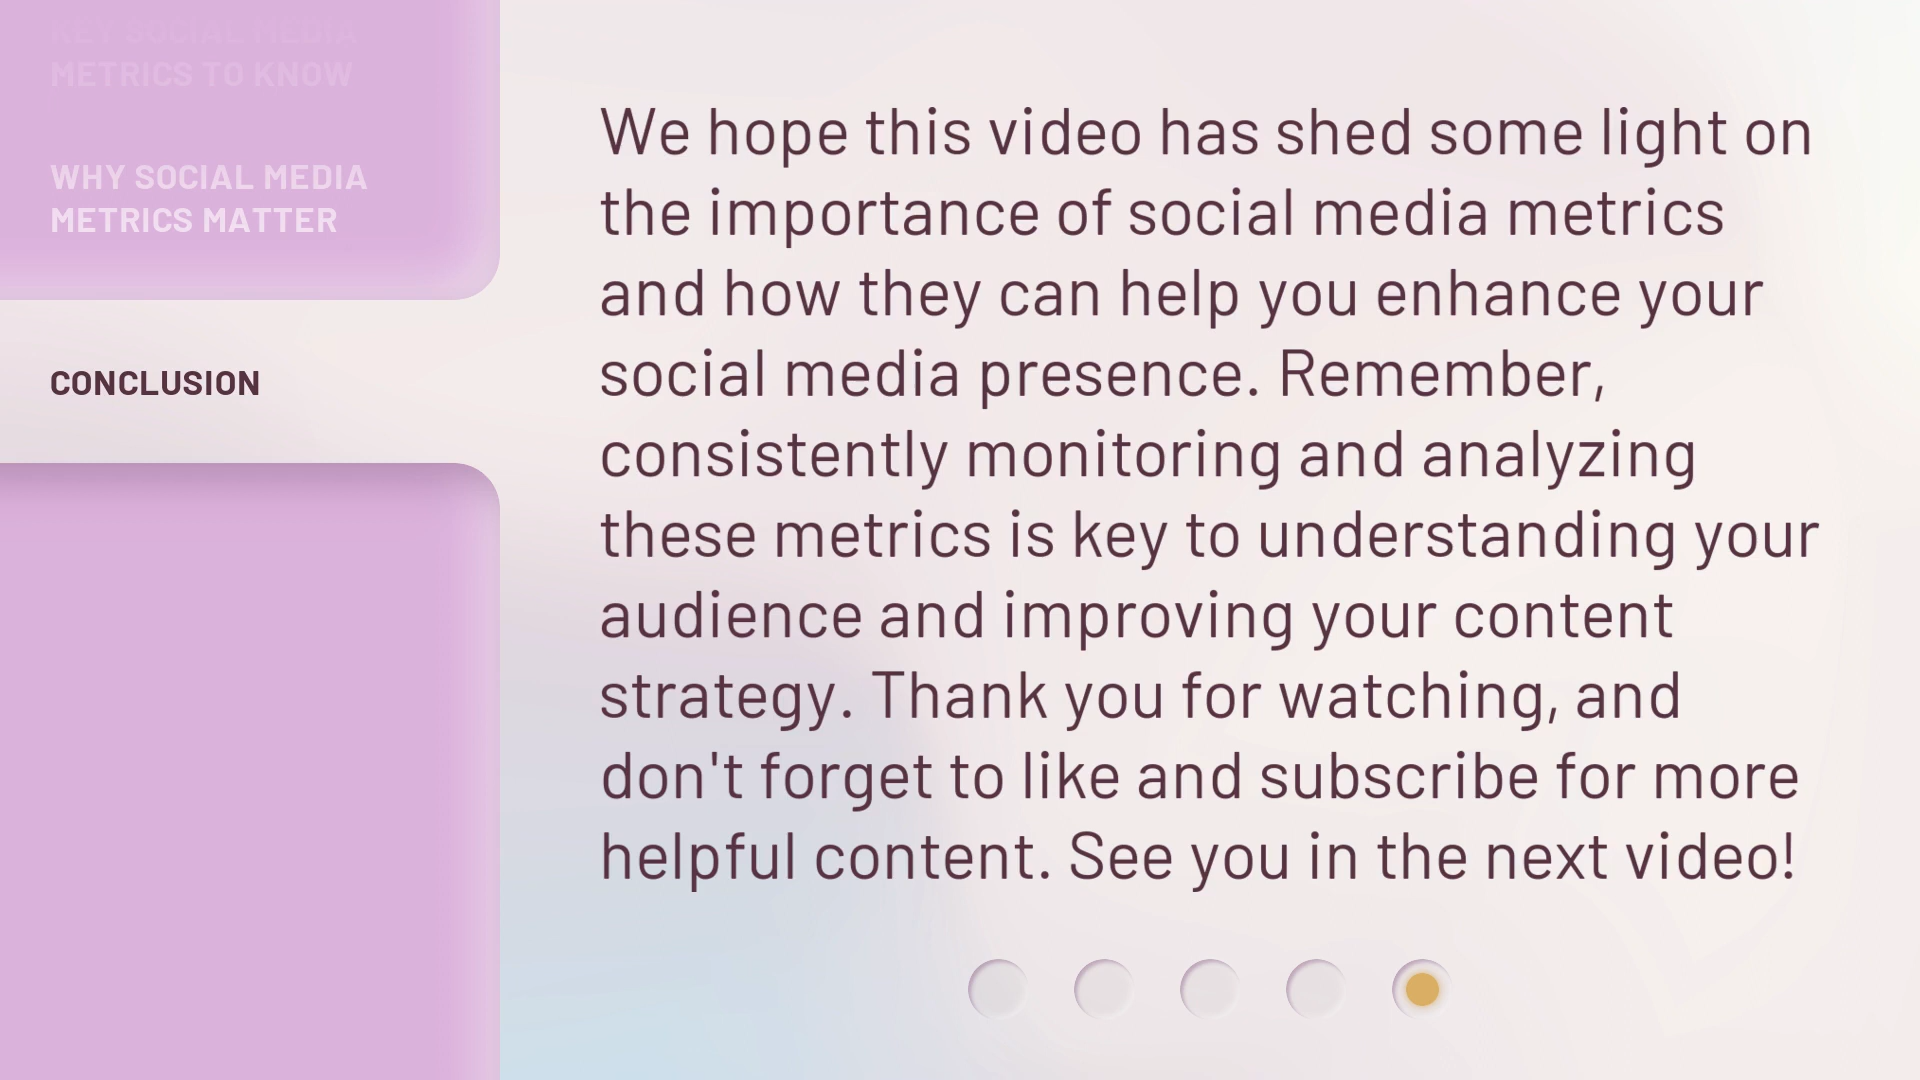 KEY SOCIAL MEDIA
METRICS TO KNOW
WHY SOCIAL MEDIA
METRICS MATTER
CONCLUSION
We hope this video has shed some light on
the importance of social media metrics
and how they can help you enhance your
social media presence. Remember,
consistently monitoring and analyzing
these metrics is key to understanding your
audience and improving your content
strategy. Thank you for watching, and
don't forget to like and subscribe for more
helpful content. See you in the next video!